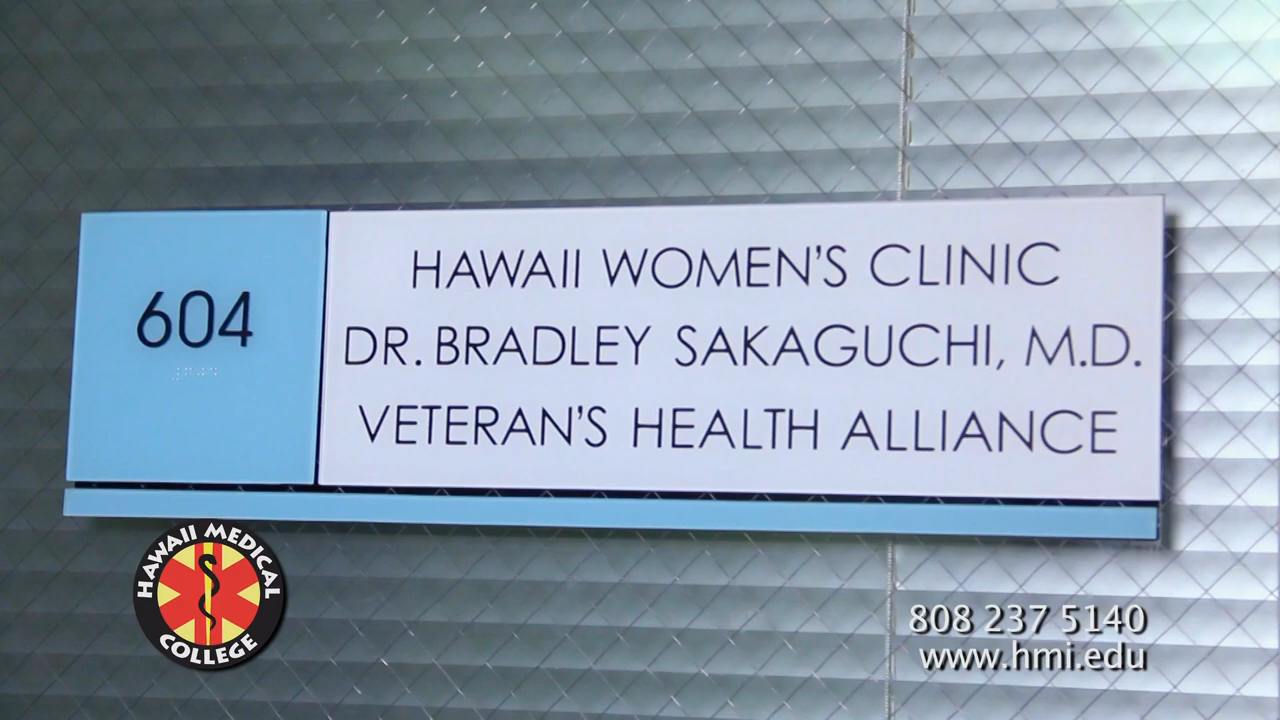 604
HAWAII WOMEN'S CLINIC
DR. BRADLEY SAKAGUCHI, M.D.
VETERAN'S HEALTH ALLIANCE
HAWAII MEDICAL
COLLEGE
808 237 5140
www.hmi.edu